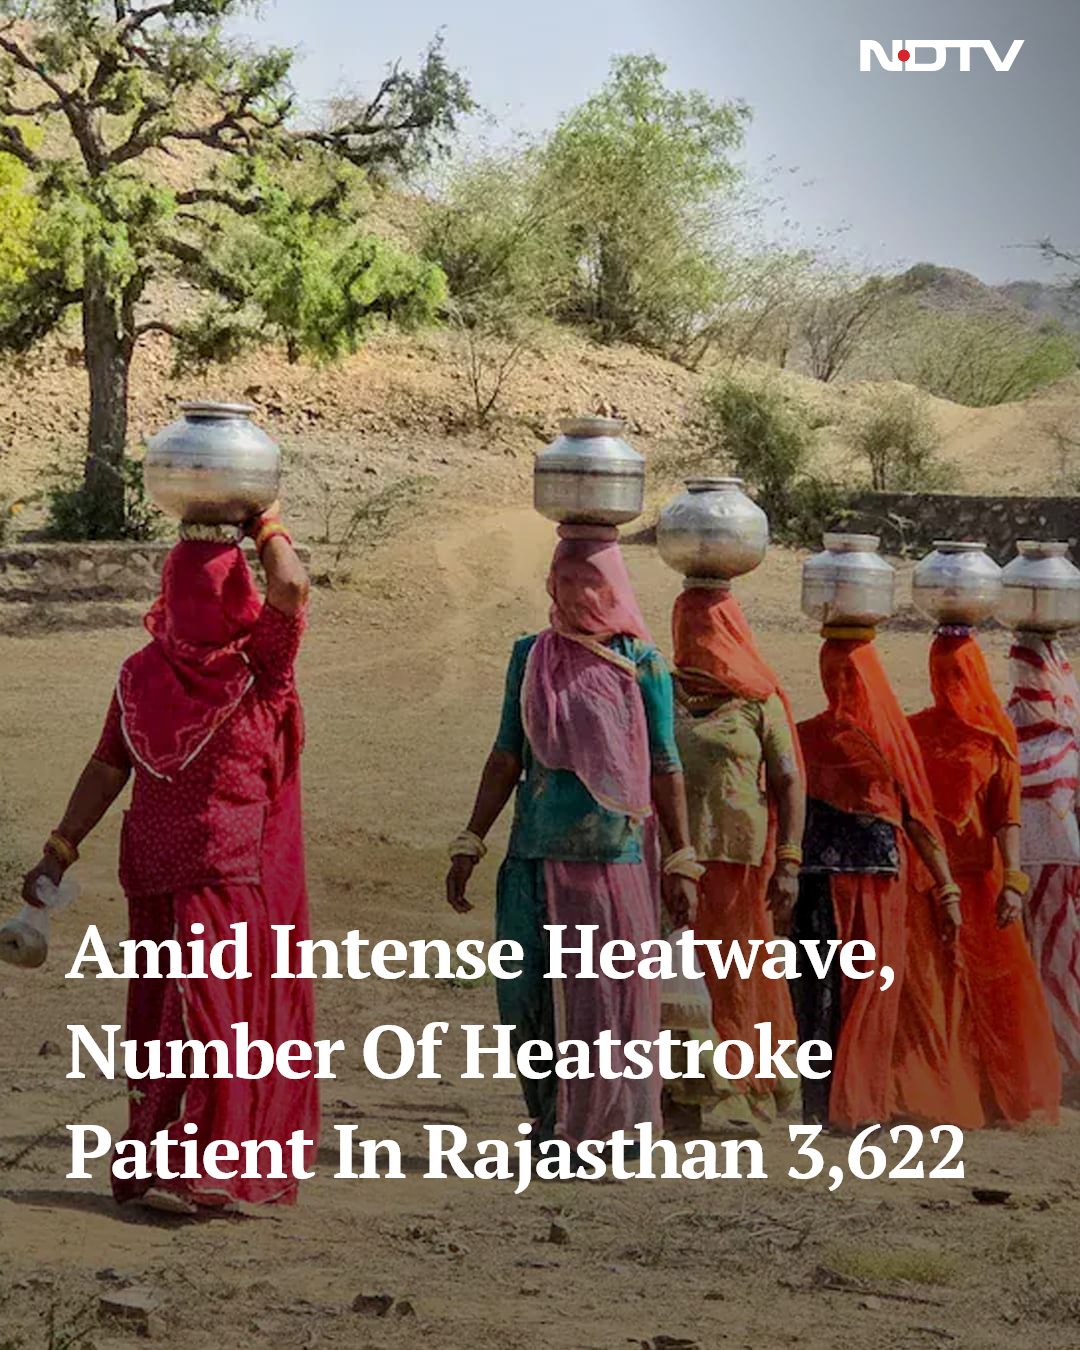 NDTV
Amid Intense Heatwave,
Number Of Heatstroke
Patient In Rajasthan 3,622